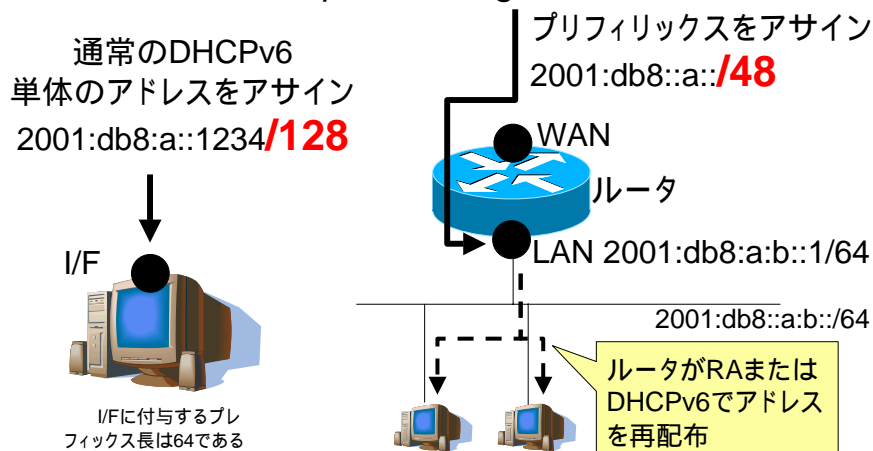 通常のDHCPv6
単体のアドレスをアサイン
2001:db8:a::1234/128
I/F
I/Fに付与するプレ
フィックス長は64である
プリフィリックスをアサイン
2001:db8::a::/48
WAN
ルータ
LAN 2001:db8:a:b::1/64
2001:db8::a:b::/64
ルータがRAまたは
DHCPv6でアドレス
を再配布